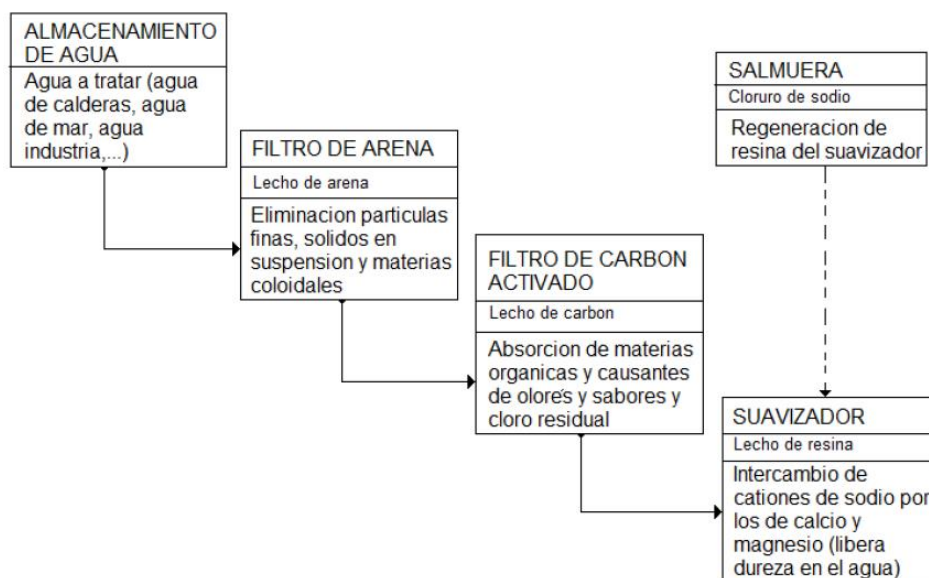 ALMACENAMIENTO
DE AGUA
Agua a tratar (agua
de calderas, agua
de mar, agua
industria,...)
FILTRO DE ARENA
Lecho de arena
Eliminacion particulas
finas, solidos en
suspension y materias
coloidales
FILTRO DE CARBON
ACTIVADO
Lecho de carbon
Absorcion de materias
organicas y causantes
de olores y sabores y
cloro residual
SALMUERA
Cloruro de sodio
Regeneracion de
resina del suavizador
SUAVIZADOR
Lecho de resina
Intercambio de
cationes de sodio por
los de calcio y
magnesio (libera
dureza en el agua)